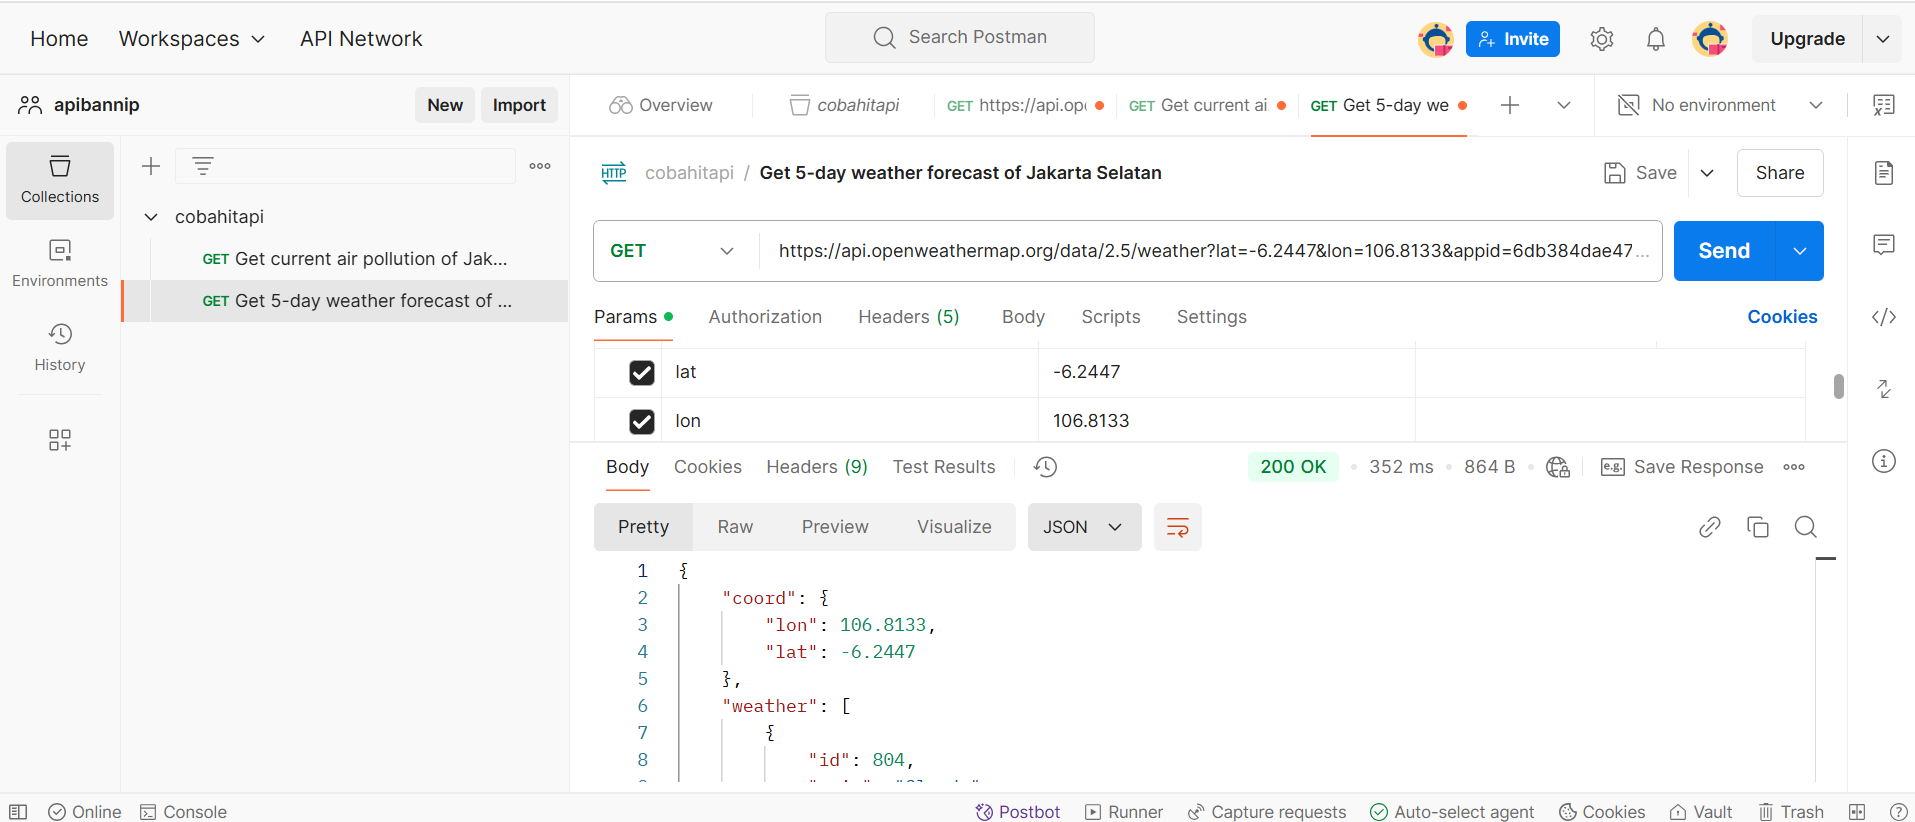 Home Workspaces API Network Search Postman Invite Upgrade
apibannip New Import Overview cobahitapi GET https://api.ope GET Get current ai GET Get 5-day we No environment
Collections
Environments
History
cobahitapi
GET Get current air pollution of Jak...
GET Get 5-day weather forecast of ...
HTTP cobahitapi / Get 5-day weather forecast of Jakarta Selatan Save Share
GET https://api.openweathermap.org/data/2.5/weather?lat=-6.2447&lon=106.8133&appid=6db384dae47... Send
Params Authorization Headers (5) Body Scripts Settings Cookies
lat -6.2447
lon 106.8133
Body Cookies Headers (9) Test Results 200 OK 352 ms 864 B e.g. Save Response
Pretty Raw Preview Visualize JSON
1 {
2 "coord": {
3 "lon": 106.8133,
4 "lat": -6.2447
5 },
6 "weather": [
7 {
8 "id": 804,
Online Console Postbot Runner Capture requests Auto-select agent Cookies Vault Trash